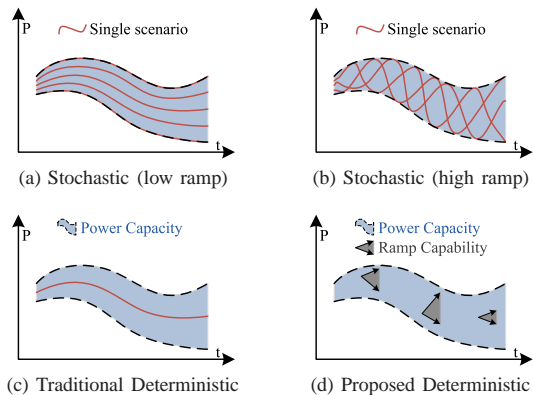 P
Single scenario
t
(a) Stochastic (low ramp)
P
Single scenario
t
(b) Stochastic (high ramp)
P
Power Capacity
t
(c) Traditional Deterministic
P
Power Capacity
Ramp Capability
t
(d) Proposed Deterministic